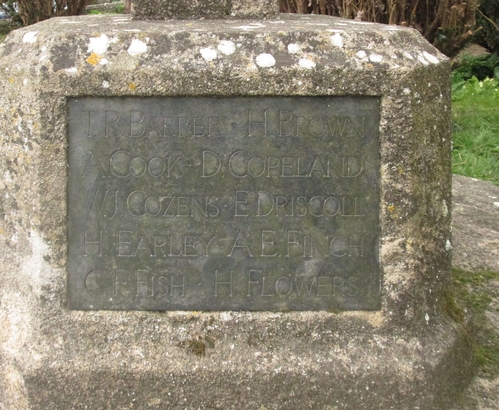 T. R. BARBER · H. BROWN
A. COOK · D. COPELAND
W. J. COZENS · E. DRISCOLL
H. EARLEY · A. E. FINCH
FISH · H. FLOWERS